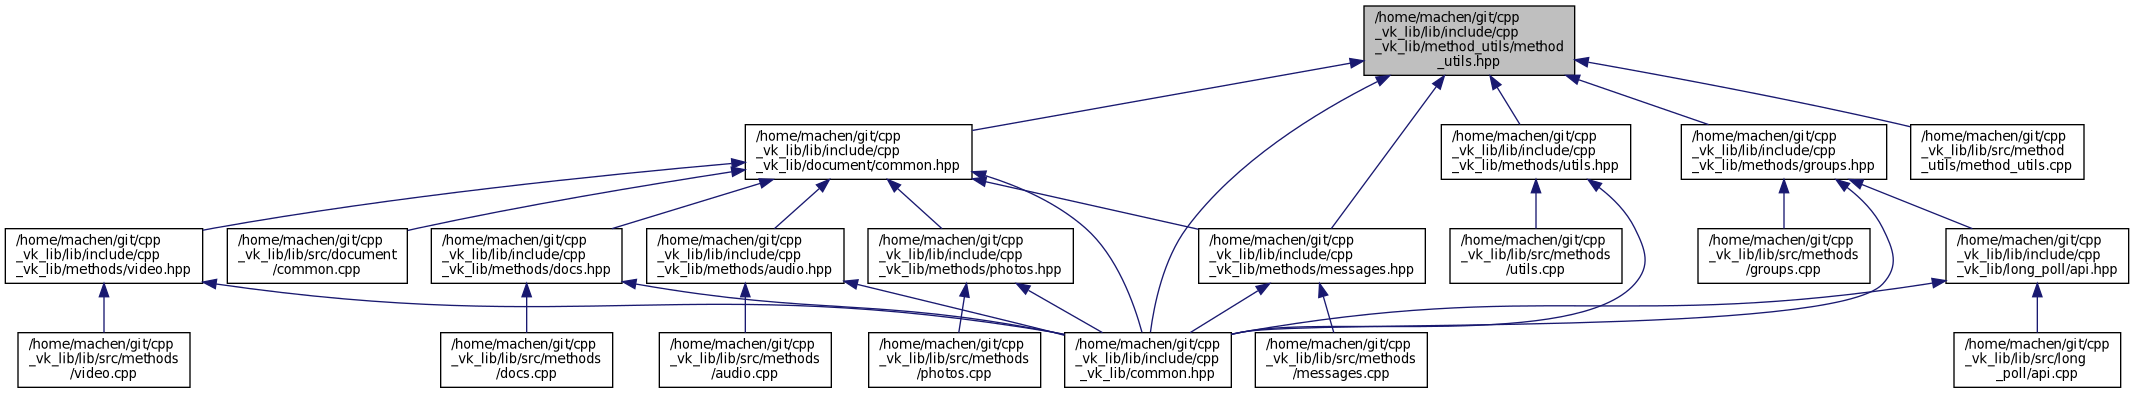 /home/machen/git/cpp
_vk_lib/lib/include/cpp
_vk_lib/method_utils/method
_utils.hpp
/home/machen/git/cpp
_vk_lib/lib/include/cpp
_vk_lib/document/common.hpp
/home/machen/git/cpp
_vk_lib/lib/include/cpp
_vk_lib/methods/utils.hpp
/home/machen/git/cpp
_vk_lib/lib/include/cpp
_vk_lib/methods/groups.hpp
/home/machen/git/cpp
_vk_lib/lib/src/method
_utils/method_utils.cpp
/home/machen/git/cpp
_vk_lib/lib/include/cpp
_vk_lib/methods/video.hpp
/home/machen/git/cpp
_vk_lib/lib/src/document
/common.cpp
/home/machen/git/cpp
_vk_lib/lib/include/cpp
_vk_lib/methods/docs.hpp
/home/machen/git/cpp
_vk_lib/lib/include/cpp
_vk_lib/methods/audio.hpp
/home/machen/git/cpp
_vk_lib/lib/include/cpp
_vk_lib/methods/photos.hpp
/home/machen/git/cpp
_vk_lib/lib/include/cpp
_vk_lib/methods/messages.hpp
/home/machen/git/cpp
_vk_lib/lib/src/methods
/utils.cpp
/home/machen/git/cpp
_vk_lib/lib/src/methods
/groups.cpp
/home/machen/git/cpp
_vk_lib/lib/include/cpp
_vk_lib/long_poll/api.hpp
/home/machen/git/cpp
_vk_lib/lib/src/methods
/video.cpp
/home/machen/git/cpp
_vk_lib/lib/src/methods
/docs.cpp
/home/machen/git/cpp
_vk_lib/lib/src/methods
/audio.cpp
/home/machen/git/cpp
_vk_lib/lib/src/methods
/photos.cpp
/home/machen/git/cpp
_vk_lib/lib/include/cpp
_vk_lib/common.hpp
/home/machen/git/cpp
_vk_lib/lib/src/methods
/messages.cpp
/home/machen/git/cpp
_vk_lib/lib/src/long
_poll/api.cpp